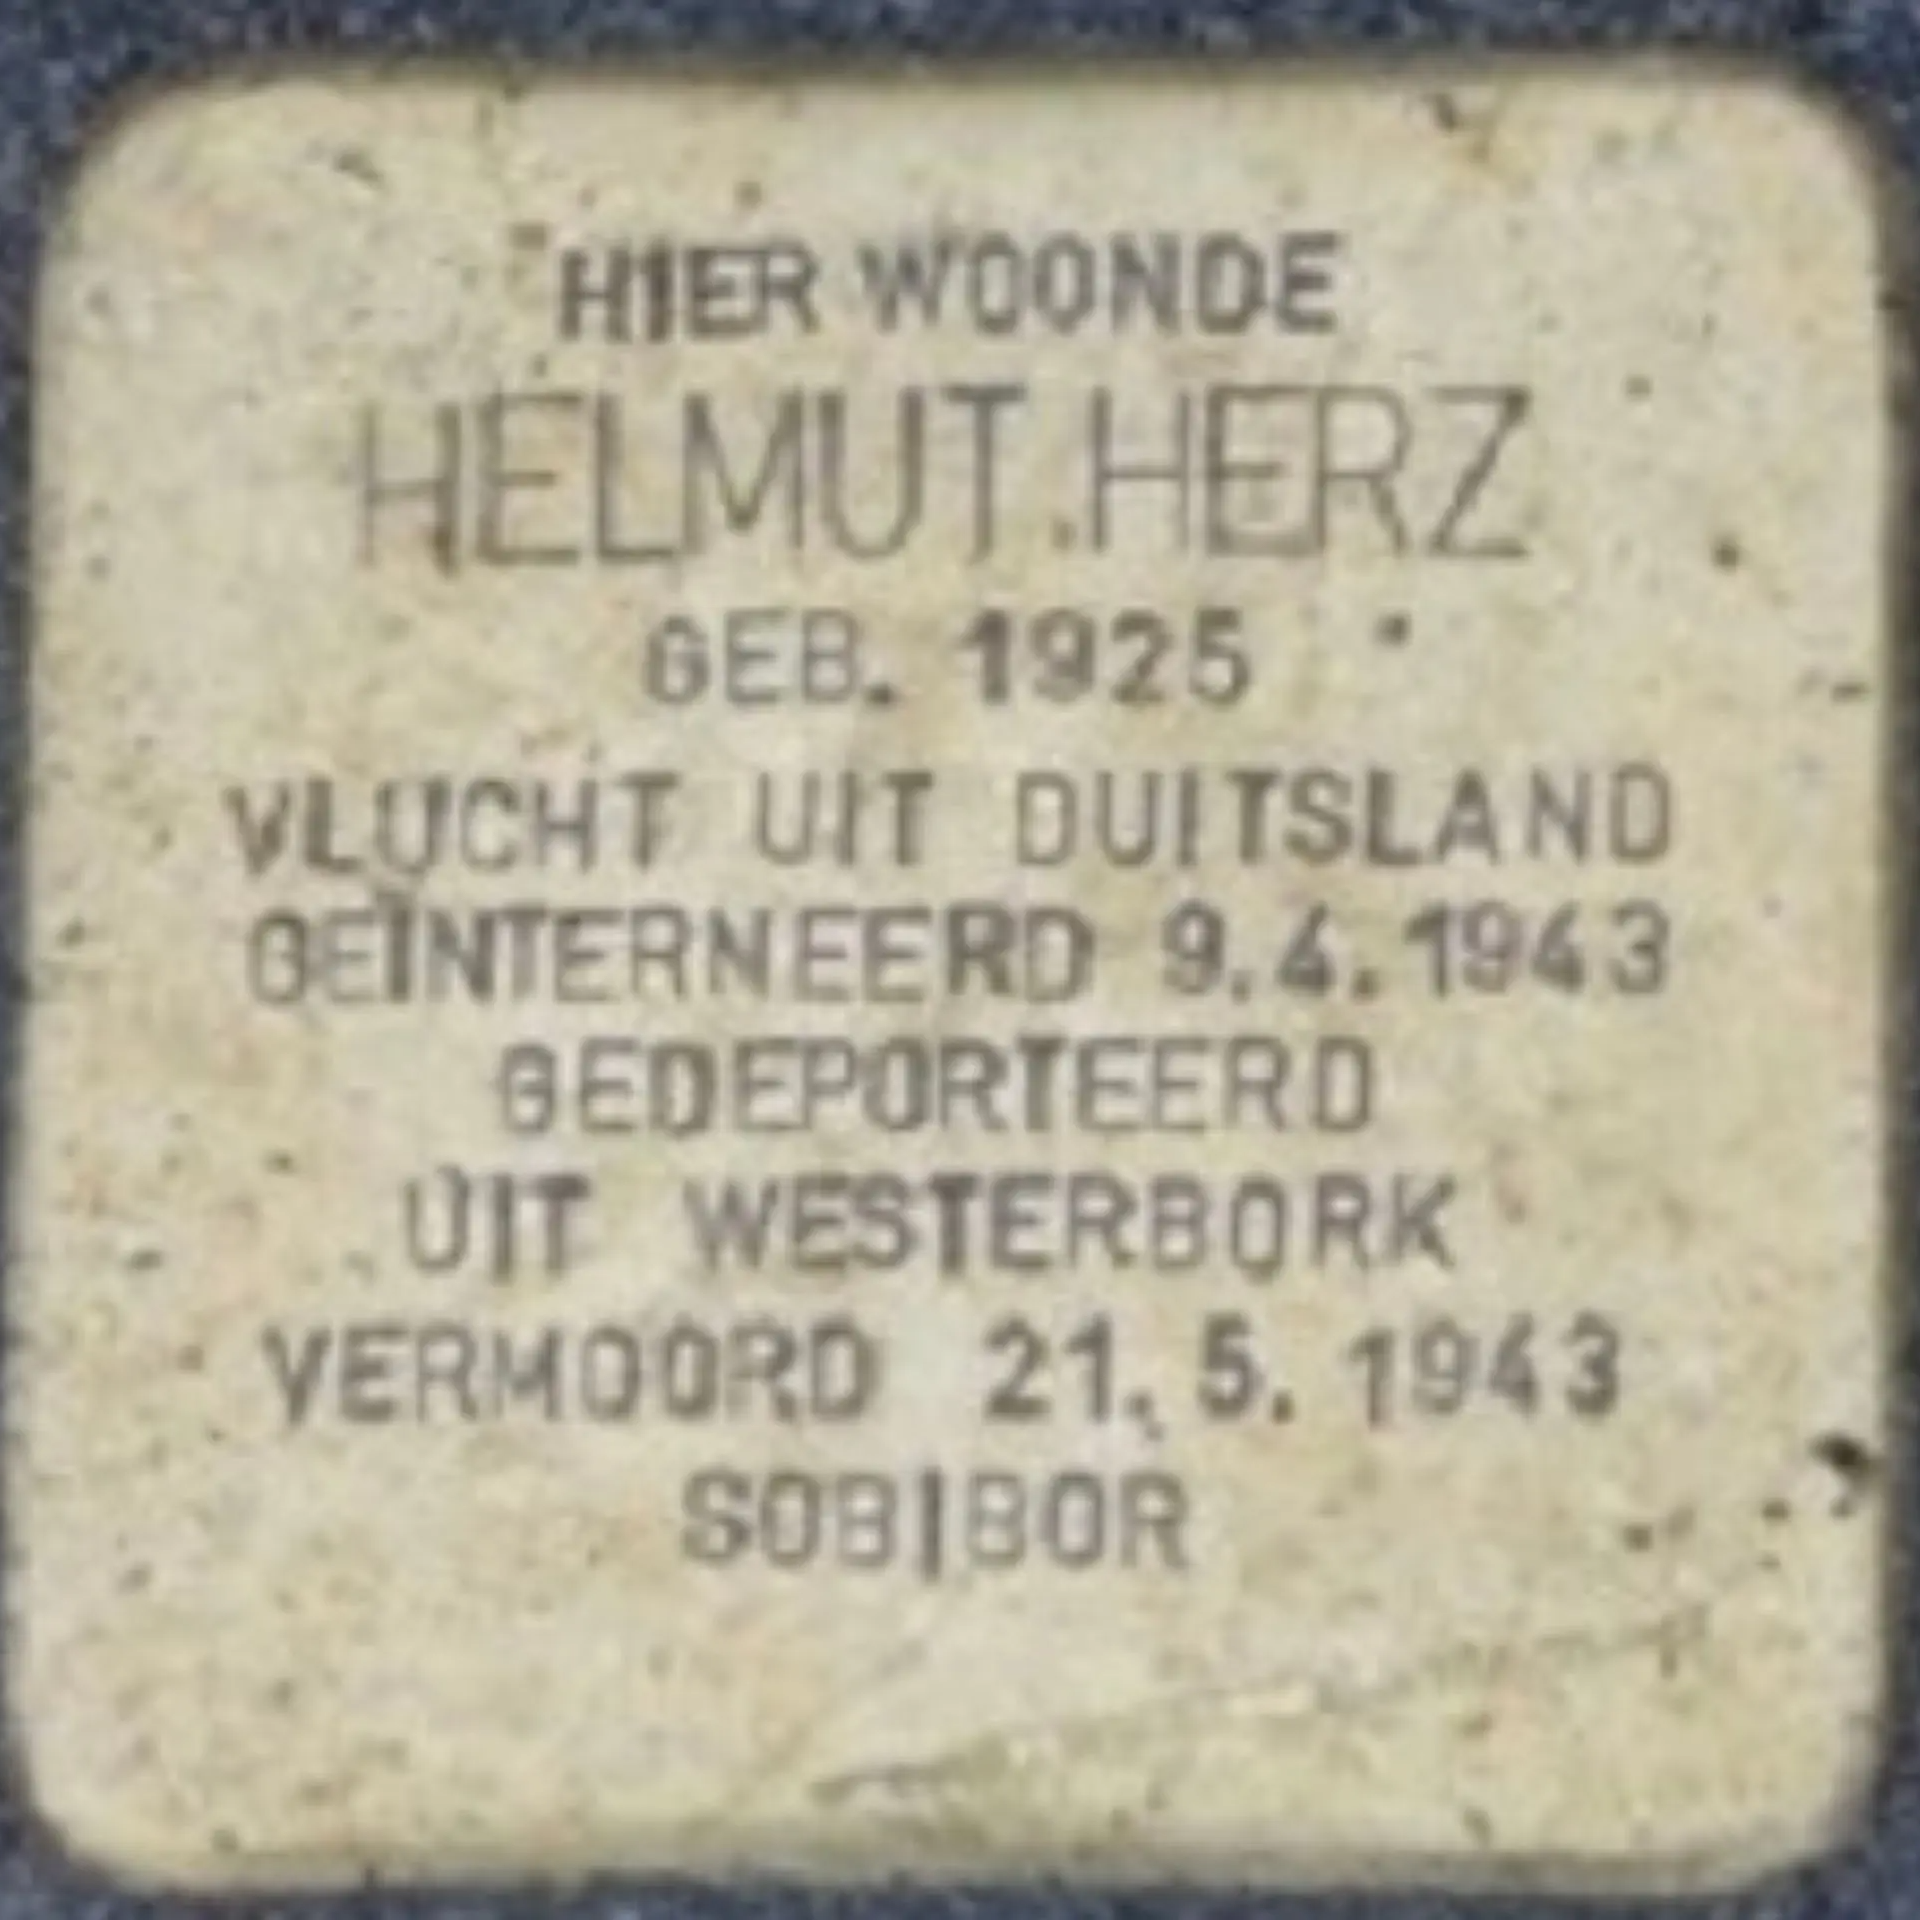 HIER WOONDE
HELMUT HERZ
GEB. 1925
VLUCHT UIT DUITSLAND
GEÏNTERNEERD 9.4.1943
GEDEPORTEERD
UIT WESTERBORK
VERMOORD 21.5.1943
SOBIBOR